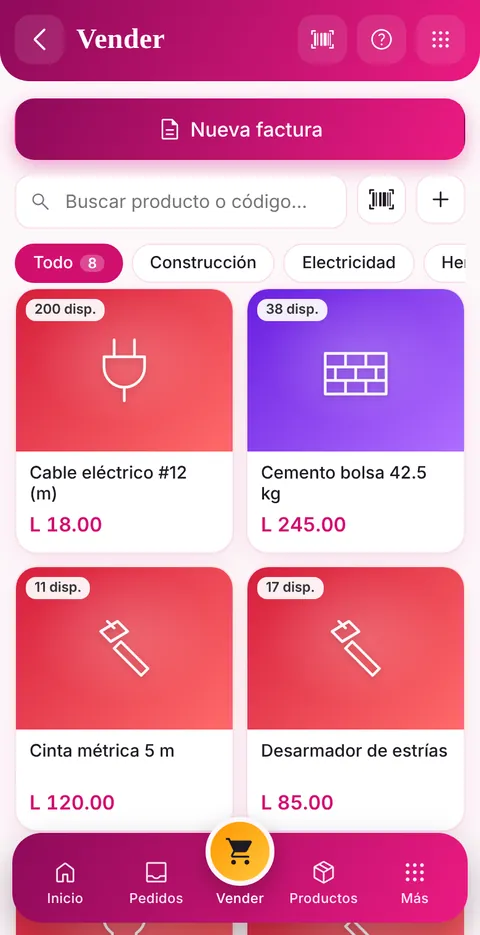 Vender
Nueva factura
Buscar producto o código...
Todo 8
Construcción
Electricidad
200 disp.
38 disp.
Cable eléctrico #12
(m)
L 18.00
Cemento bolsa 42.5
kg
L 245.00
11 disp.
17 disp.
Cinta métrica 5 m
L 120.00
Desarmador de estrías
L 85.00
Inicio
Pedidos
Vender
Productos
Más